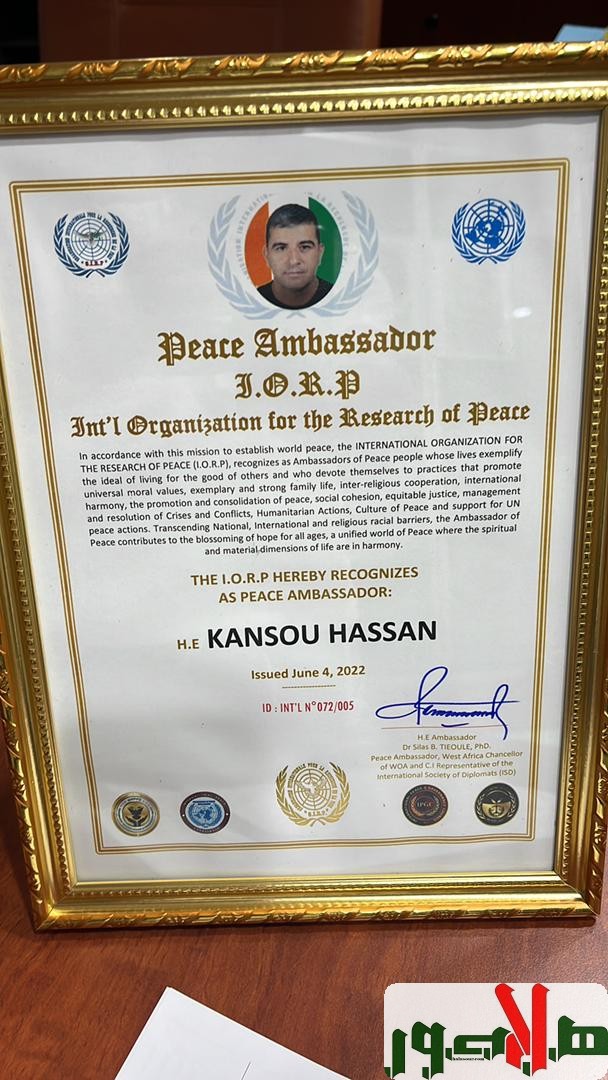 Peace Ambassador
I.O.R.P
Int'l Organization for the Research of Peace
In accordance with this mission to establish world peace, the INTERNATIONAL ORGANIZATION FOR
THE RESEARCH OF PEACE (I.O.R.P), recognizes as Ambassadors of Peace people whose lives exemplify
the ideal of living for the good of others and who devote themselves to practices that promote
universal moral values, exemplary and strong family life, inter-religious cooperation, international
harmony, the promotion and consolidation of peace, social cohesion, equitable justice, management
and resolution of Crises and Conflicts, Humanitarian Actions, Culture of Peace and support for UN
peace actions. Transcending National, International and religious racial barriers, the Ambassador of
Peace contributes to the blossoming of hope for all ages, a unified world of Peace where the spiritual
and material dimensions of life are in harmony.
THE I.O.R.P HEREBY RECOGNIZES
AS PEACE AMBASSADOR:
H.E KANSOU HASSAN
Issued June 4, 2022
ID : INT'L N°072/005
H.E Ambassador
Dr Silas B. TIEOULE, PhD.
Peace Ambassador, West Africa Chancellor
of WOA and C.I Representative of the
International Society of Diplomats (ISD)
IPGC
هلا صور